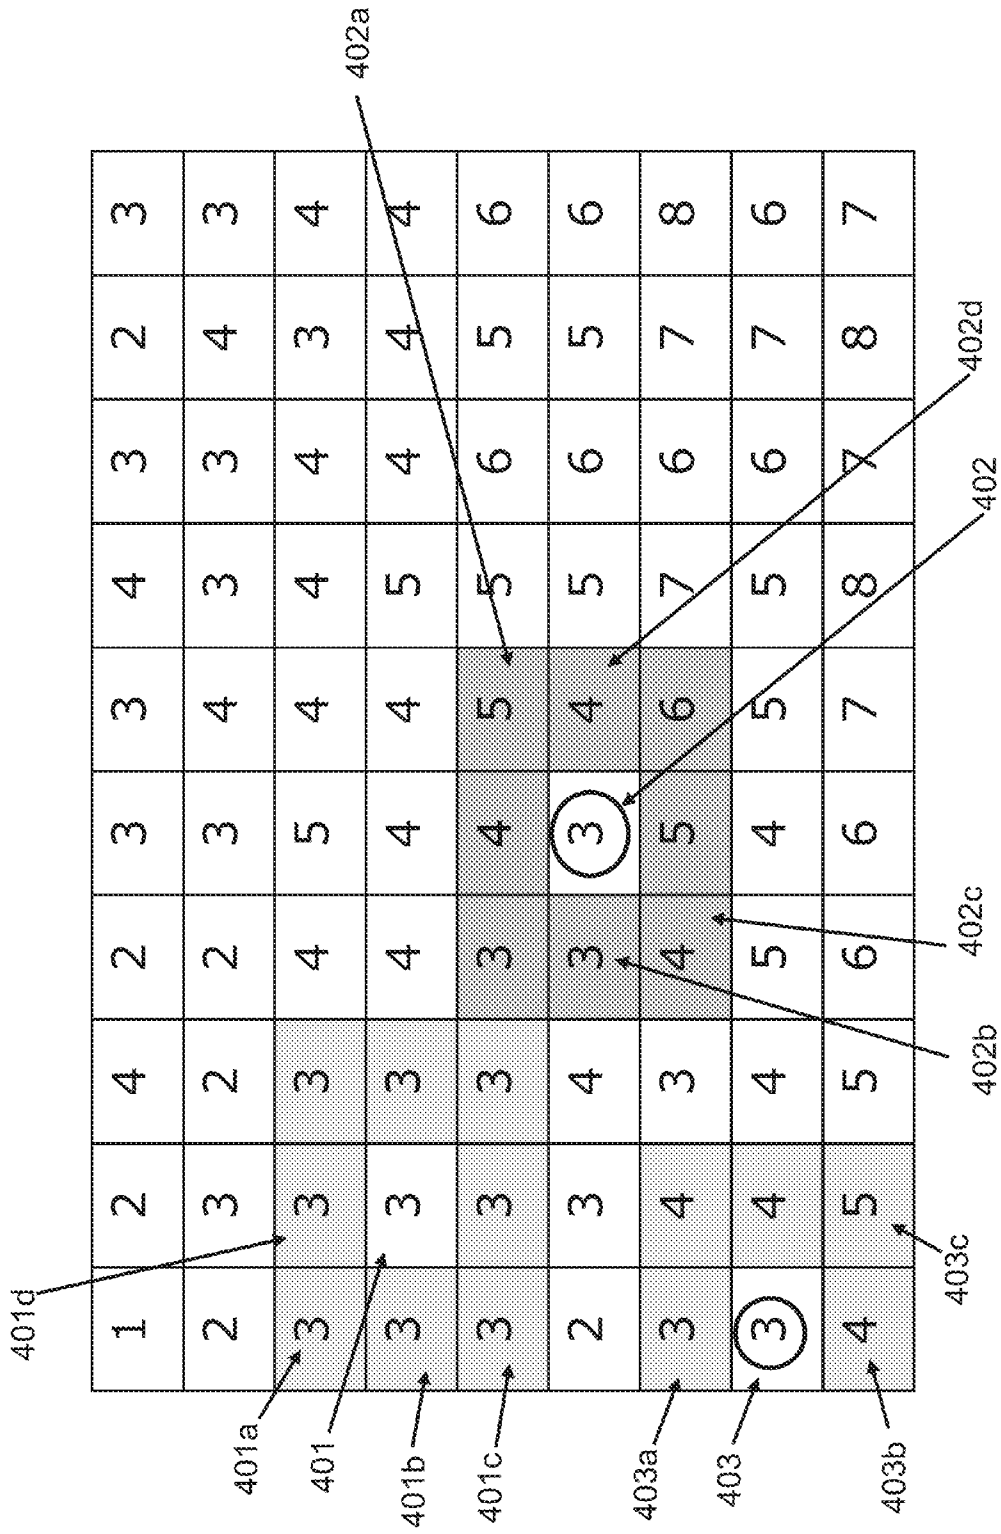 401d
1 2 4 2 3 3 4 3 2 3
2 3 2 2 3 4 3 3 4 3
401a
3 3 3 4 5 4 4 4 3 4
401
402a
3 3 3 4 4 4 5 4 4 4
401b
401c
3 3 3 3 4 5 5 6 5 6
2 3 4 3 3 4 5 6 5 6
403a
3 4 3 4 5 6 7 6 7 8
403
3 4 4 5 4 5 5 6 7 6
4 5 5 6 6 7 8 7 8 7
403b
403c
402c
402d
402b
402